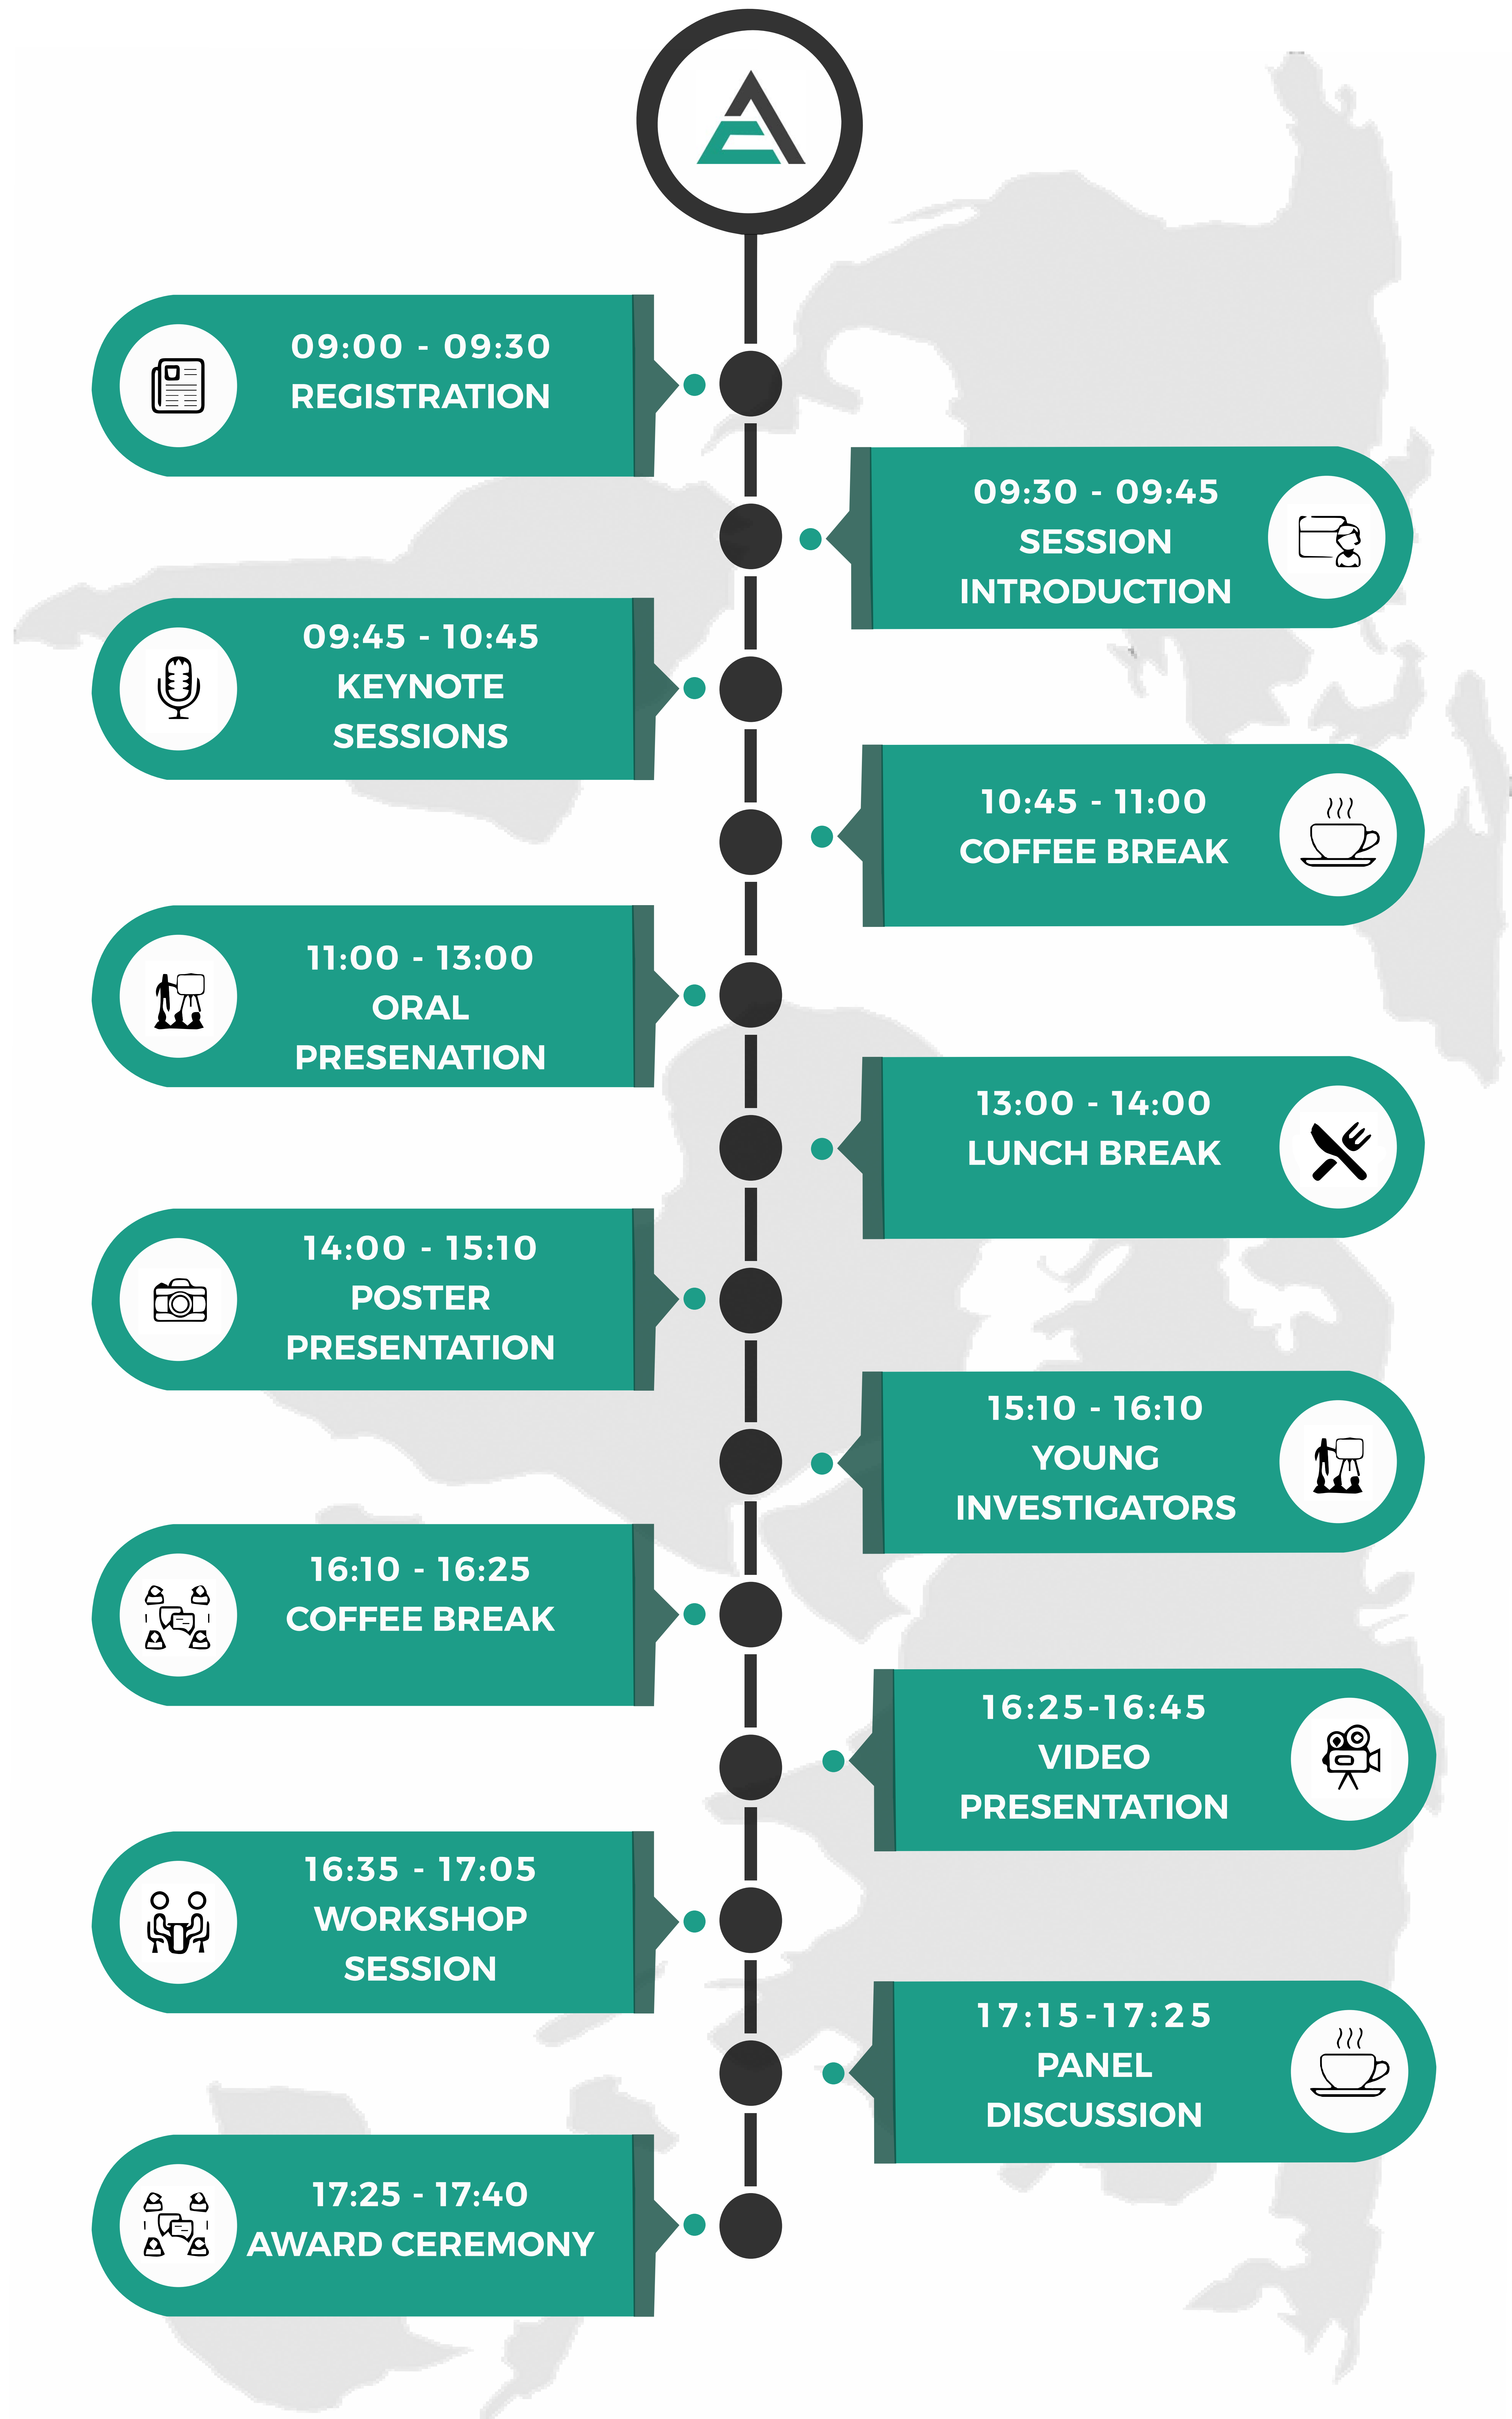 09:00 - 09:30
REGISTRATION
09:30 - 09:45
SESSION
INTRODUCTION
09:45 - 10:45
KEYNOTE
SESSIONS
10:45 - 11:00
COFFEE BREAK
11:00 - 13:00
ORAL
PRESENATION
13:00 - 14:00
LUNCH BREAK
14:00 - 15:10
POSTER
PRESENTATION
15:10 - 16:10
YOUNG
INVESTIGATORS
16:10 - 16:25
COFFEE BREAK
16:25-16:45
VIDEO
PRESENTATION
16:35 - 17:05
WORKSHOP
SESSION
17:15-17:25
PANEL
DISCUSSION
17:25 - 17:40
AWARD CEREMONY